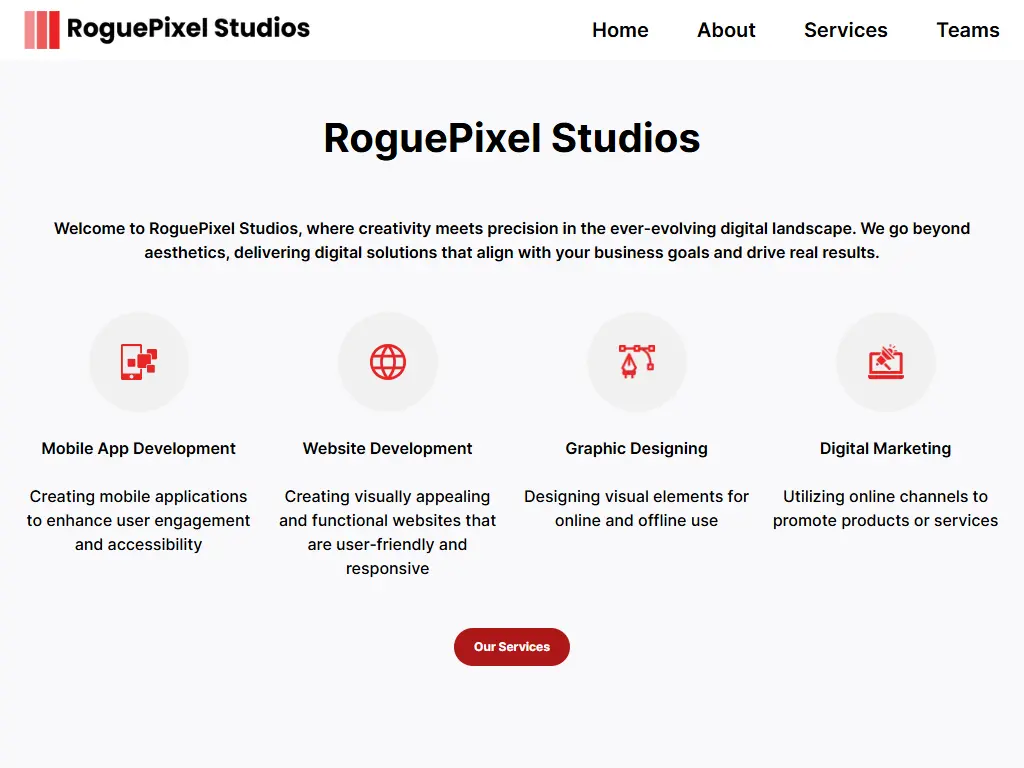 RoguePixel Studios
Home
About
Services
Teams
RoguePixel Studios
Welcome to RoguePixel Studios, where creativity meets precision in the ever-evolving digital landscape. We go beyond
aesthetics, delivering digital solutions that align with your business goals and drive real results.
Mobile App Development
Creating mobile applications
to enhance user engagement
and accessibility
Website Development
Creating visually appealing
and functional websites that
are user-friendly and
responsive
Graphic Designing
Designing visual elements for
online and offline use
Digital Marketing
Utilizing online channels to
promote products or services
Our Services